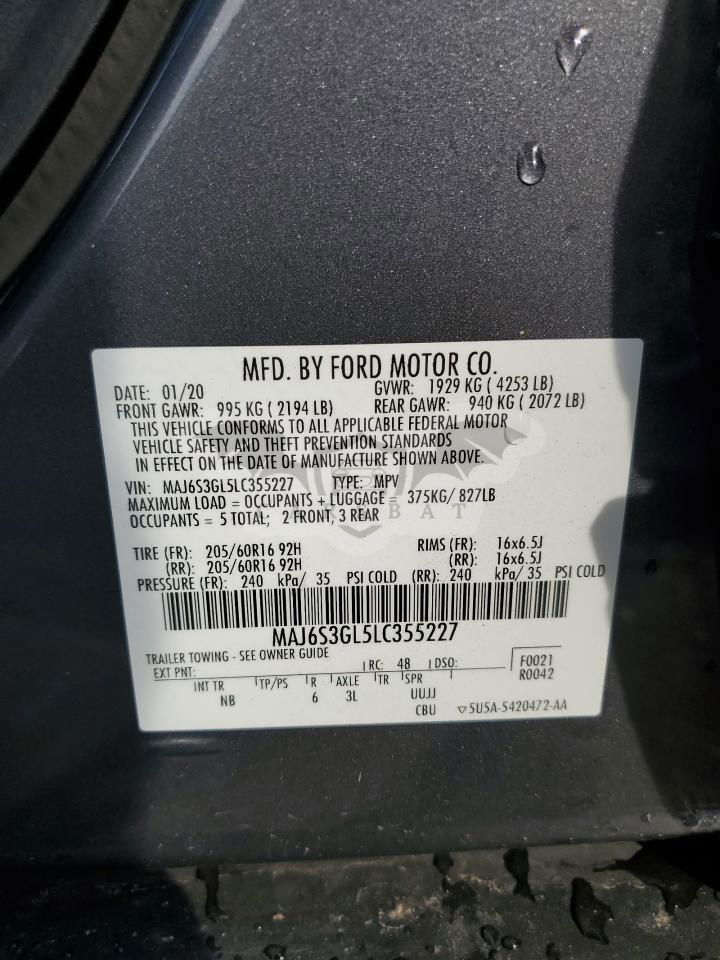 MFD. BY FORD MOTOR CO.
DATE: 01/20 GVWR: 1929 KG ( 4253 LB)
FRONT GAWR: 995 KG ( 2194 LB) REAR GAWR: 940 KG ( 2072 LB)
THIS VEHICLE CONFORMS TO ALL APPLICABLE FEDERAL MOTOR
VEHICLE SAFETY AND THEFT PREVENTION STANDARDS
IN EFFECT ON THE DATE OF MANUFACTURE SHOWN ABOVE.
VIN: MAJ6S3GL5LC355227 TYPE: MPV
MAXIMUM LOAD = OCCUPANTS + LUGGAGE = 375KG/ 827LB
OCCUPANTS = 5 TOTAL; 2 FRONT, 3 REAR
TIRE (FR): 205/60R16 92H RIMS (FR): 16x6.5J
(RR): 205/60R16 92H (RR): 16x6.5J
PRESSURE (FR): 240 kPa/ 35 PSI COLD (RR): 240 kPa/ 35 PSI COLD
MAJ6S3GL5LC355227
TRAILER TOWING - SEE OWNER GUIDE
EXT PNT: RC: 48 DSO: F0021
R0042
INT TR TP/PS R AXLE TR SPR
NB 6 3L UUJJ
CBU ▽5U5A-5420472-AA